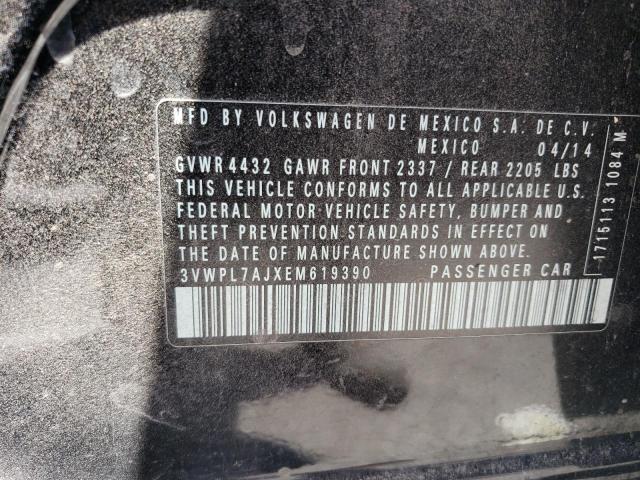 MFD BY VOLKSWAGEN DE MEXICO S.A. DE C.V.
MEXICO 04/14
GVWR 4432 GAWR FRONT 2337 / REAR 2205 LBS
THIS VEHICLE CONFORMS TO ALL APPLICABLE U.S.
FEDERAL MOTOR VEHICLE SAFETY, BUMPER AND
THEFT PREVENTION STANDARDS IN EFFECT ON
THE DATE OF MANUFACTURE SHOWN ABOVE.
3VWPL7AJXEM619390 PASSENGER CAR
1715113 1084 M